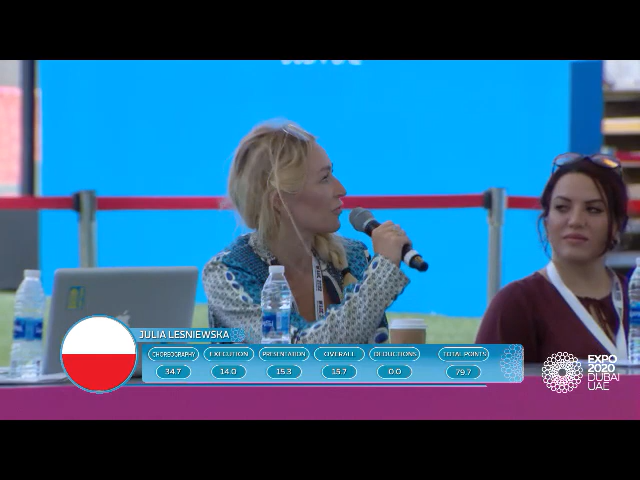 JULIA LESNIEWSKA
CHOREOGRAPHY EXECUTION PRESENTATION OVERALL DEDUCTIONS TOTAL POINTS
34.7 14.0 15.3 15.7 0.0 79.7
EXPO
2020
DUBAI
UAE